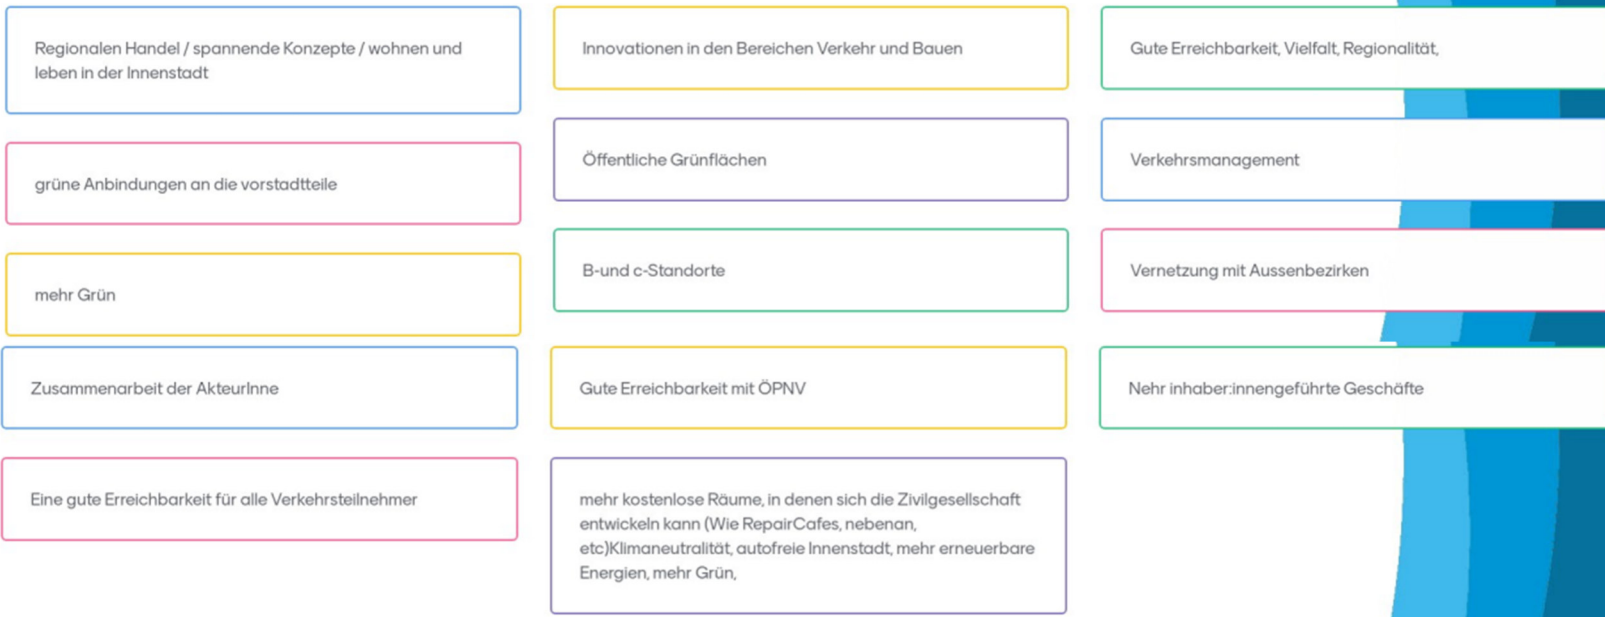 Regionalen Handel / spannende Konzepte / wohnen und
leben in der Innenstadt
grüne Anbindungen an die vorstadtteile
mehr Grün
Innovationen in den Bereichen Verkehr und Bauen
Öffentliche Grünflächen
B-und c-Standorte
Gute Erreichbarkeit, Vielfalt, Regionalität,
Verkehrsmanagement
Vernetzung mit Aussenbezirken
Zusammenarbeit der AkteurInne
Eine gute Erreichbarkeit für alle Verkehrsteilnehmer
Gute Erreichbarkeit mit ÖPNV
mehr kostenlose Räume, in denen sich die Zivilgesellschaft
entwickeln kann (Wie RepairCafes, nebenan,
etc)Klimaneutralität, autofreie Innenstadt, mehr erneuerbare
Energien, mehr Grün,
Nehr inhaber:innengeführte Geschäfte